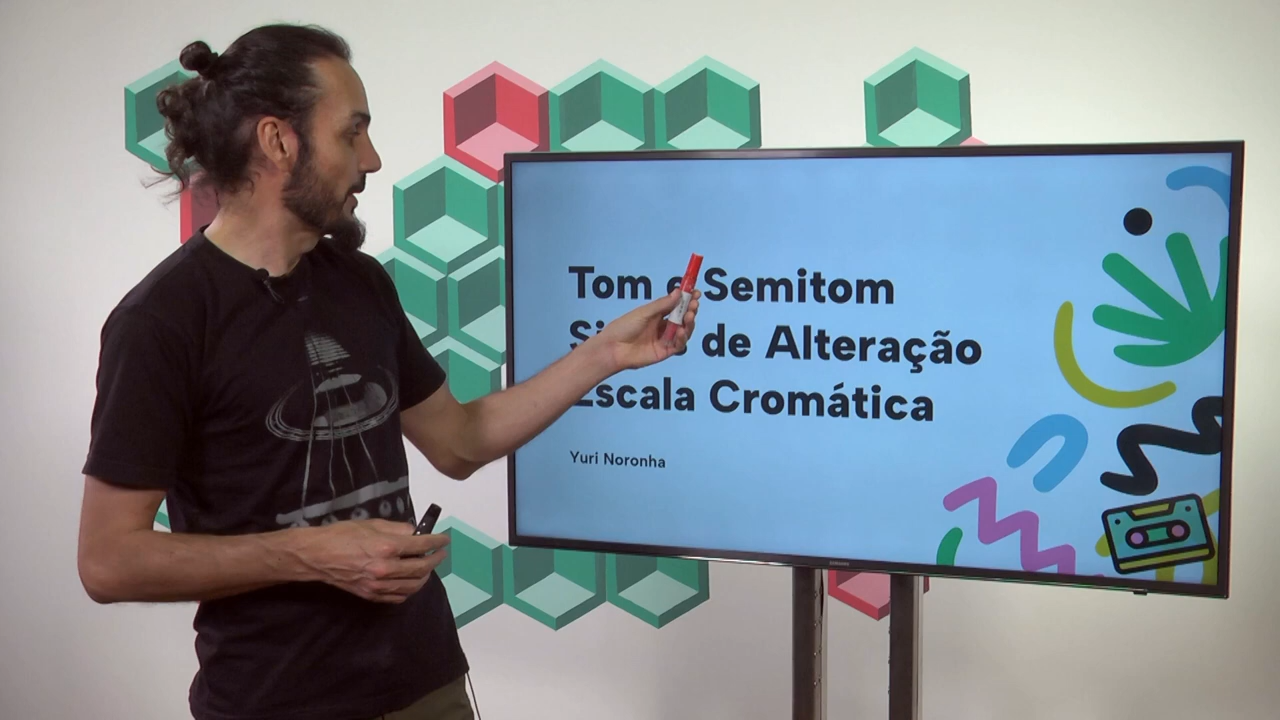 Tom e Semitom
de Alteração
Escala Cromática
Yuri Noronha